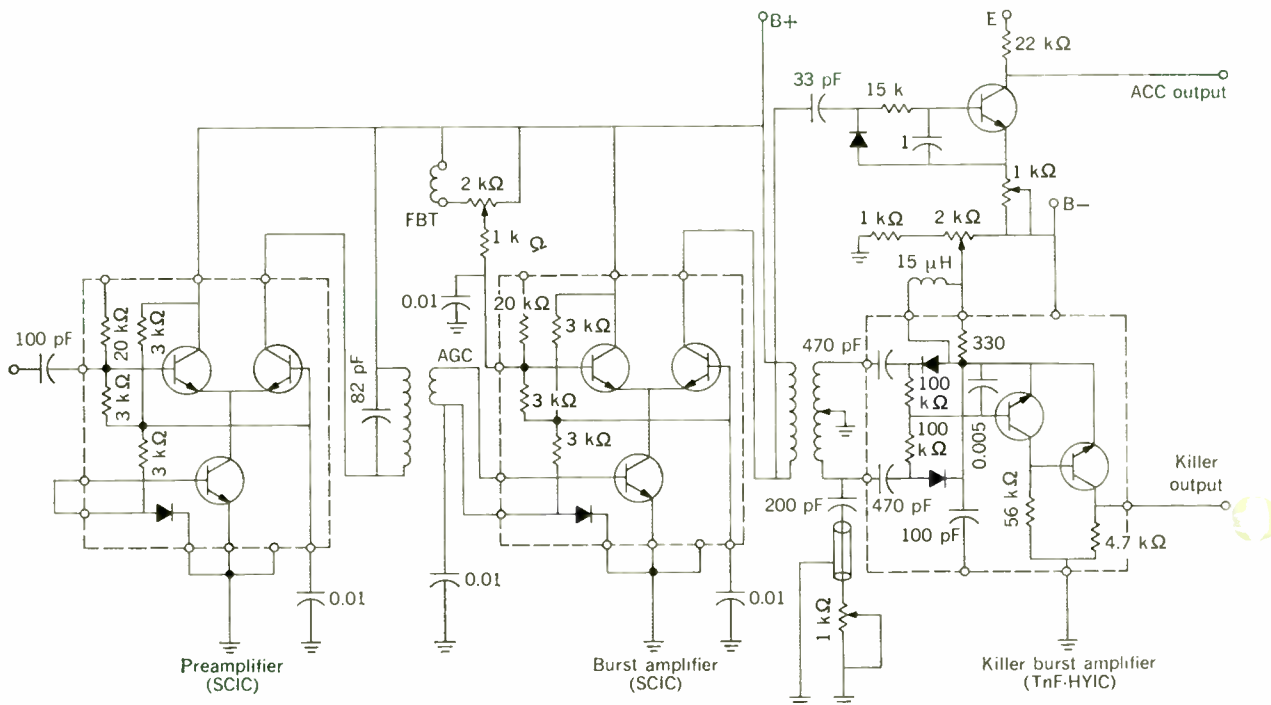 B+
E
22 kΩ
33 pF
15 k
ACC output
1
1 kΩ
B−
2 kΩ
FBT
1 k Ω
1 kΩ
2 kΩ
15 μH
0.01
20 kΩ
3 kΩ
100 pF
20 kΩ
3 kΩ
3 kΩ
3 kΩ
82 pF
AGC
3 kΩ
3 kΩ
470 pF
330
100 kΩ
100 kΩ
0.005
200 pF
470 pF
100 pF
56 kΩ
4.7 kΩ
Killer
output
0.01
0.01
0.01
1 kΩ
Preamplifier
(SCIC)
Burst amplifier
(SCIC)
Killer burst amplifier
(TnF-HYIC)